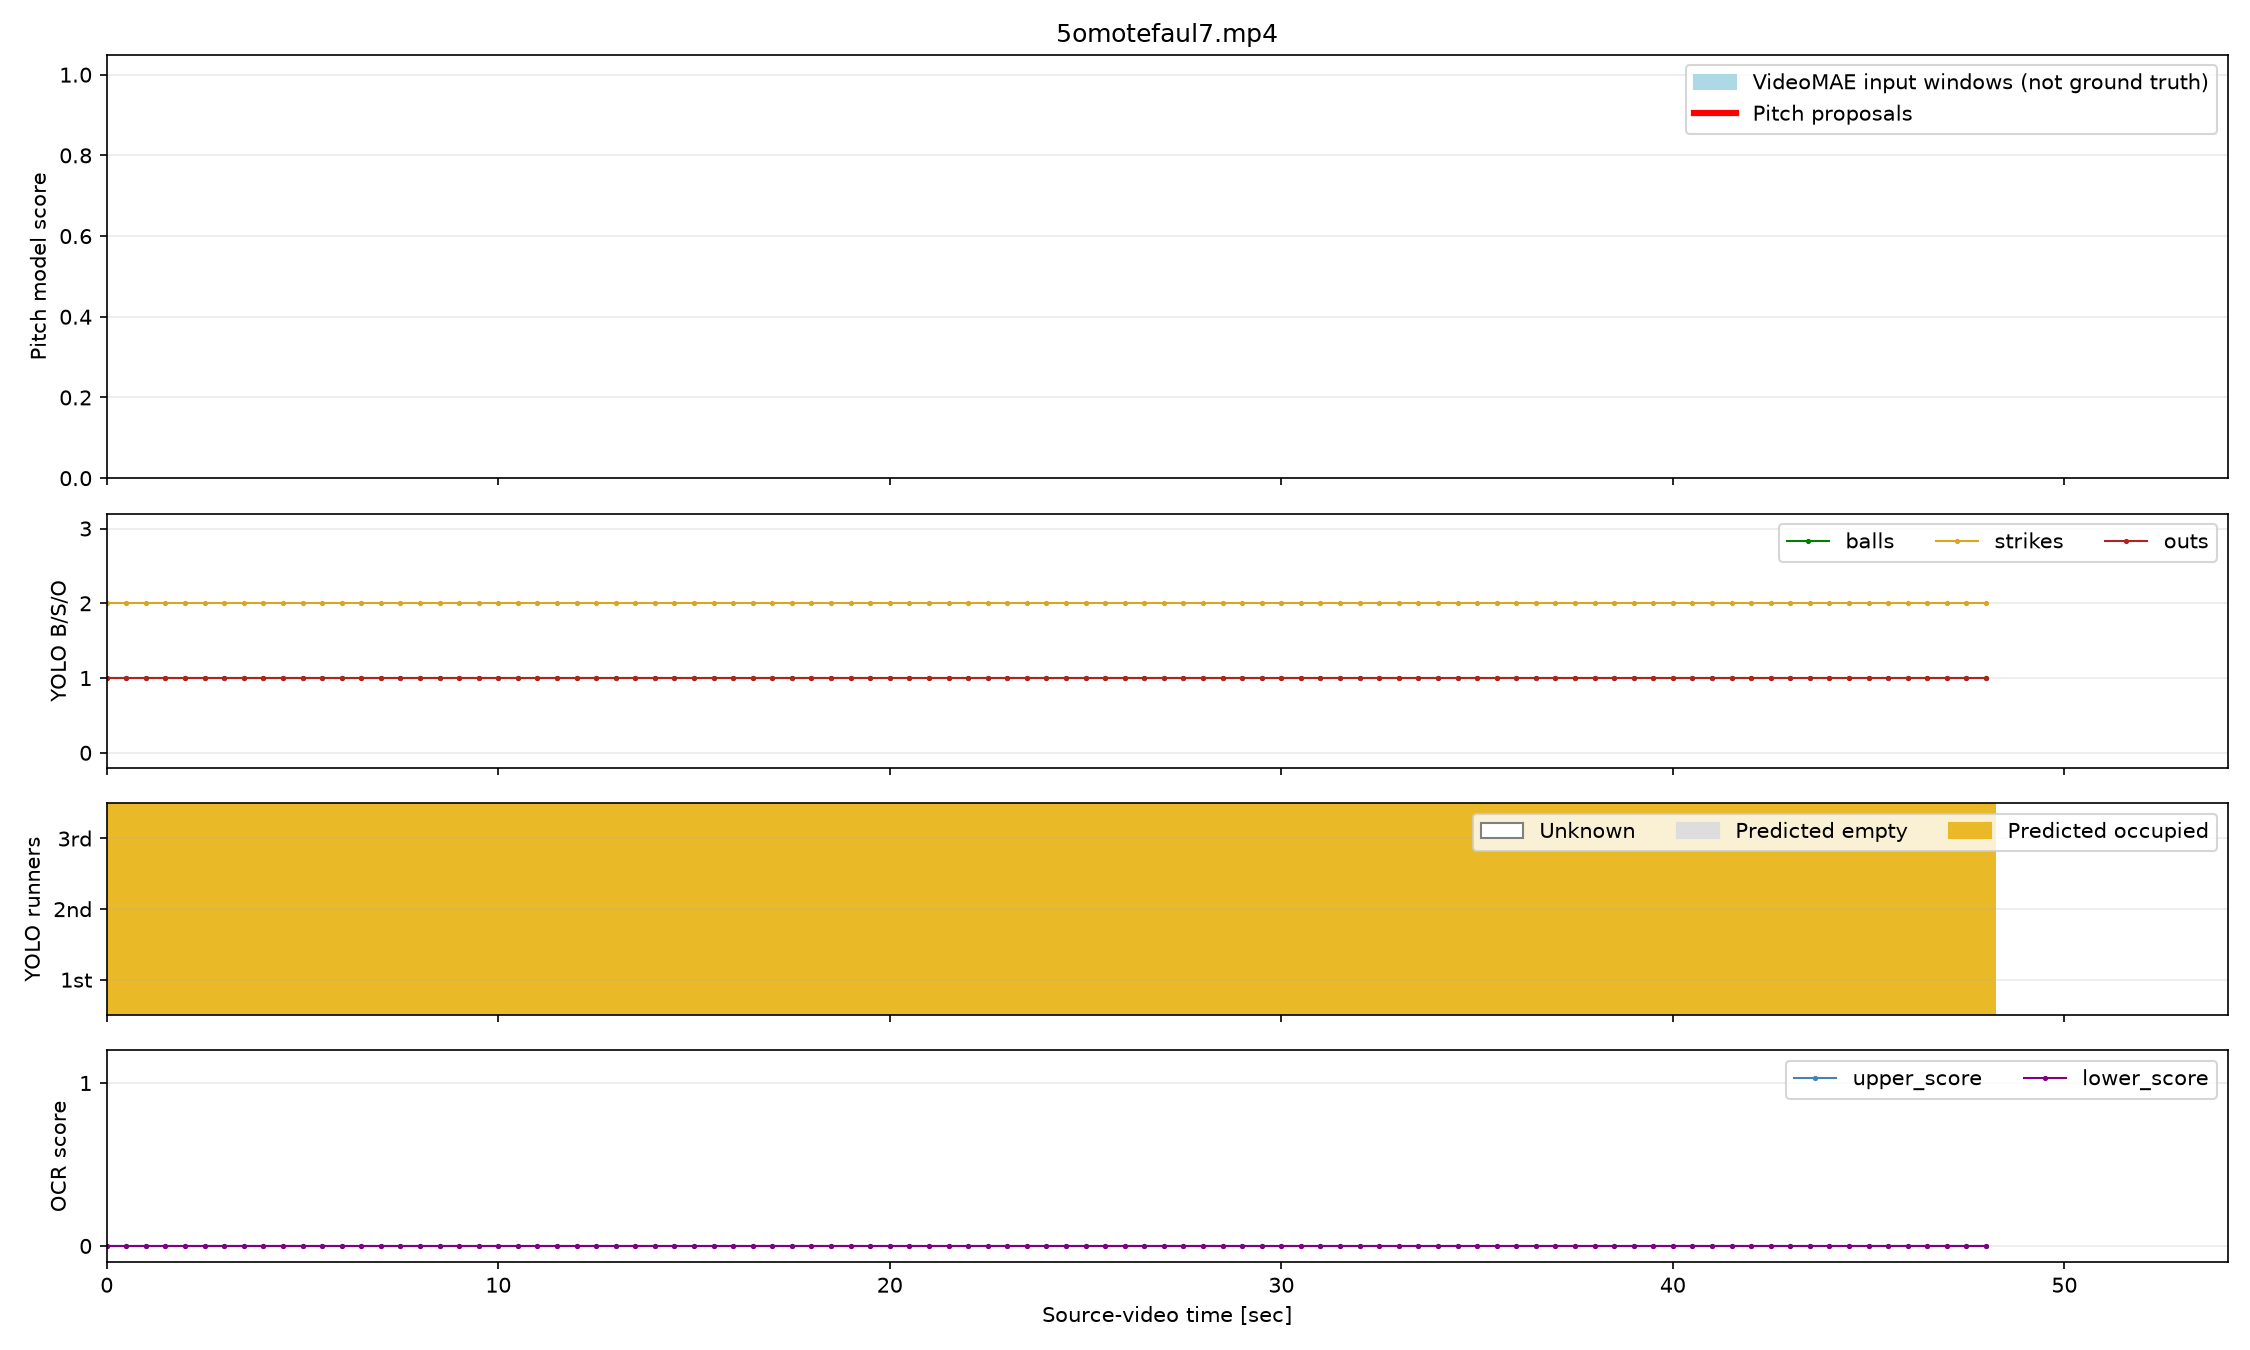 5omotefaul7.mp4
Pitch model score
1.0
0.8
0.6
0.4
0.2
0.0
VideoMAE input windows (not ground truth)
Pitch proposals
YOLO B/S/O
3
2
1
0
balls strikes outs
YOLO runners
3rd
2nd
1st
Unknown Predicted empty Predicted occupied
OCR score
1
0
upper_score lower_score
0 10 20 30 40 50
Source-video time [sec]